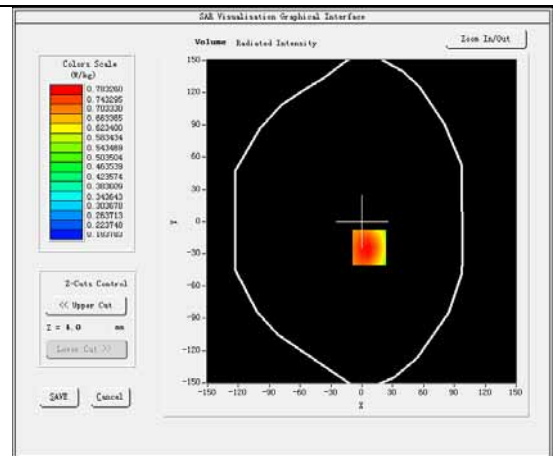 SAR Visualisation Graphical Interface
Volume Radiated Intensity
Zoom In/Out
Colors Scale
(W/kg)
0.783260
0.743295
0.703330
0.663365
0.623400
0.583434
0.543469
0.503504
0.463539
0.423574
0.383609
0.343643
0.303678
0.263713
0.223748
0.183783
150
120
90
60
30
0
-30
-60
-90
-120
-150
Y
-150 -120 -90 -60 -30 0 30 60 90 120 150
X
Z-Cuts Control
<< Upper Cut
Z = 4.0 mm
Lower Cut >>
SAVE Cancel